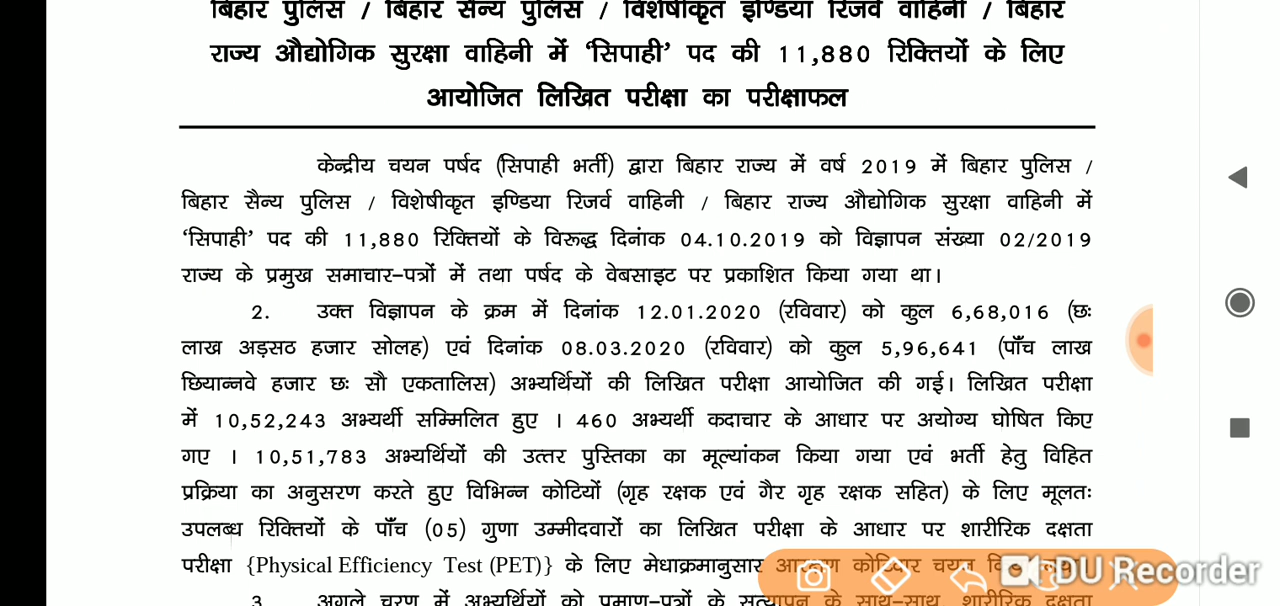 बिहार पुलिस / बिहार सैन्य पुलिस / विशेषीकृत इण्डिया रिजर्व वाहिनी / बिहार
राज्य औद्योगिक सुरक्षा वाहिनी में ‘सिपाही’ पद की 11,880 रिक्तियों के लिए
आयोजित लिखित परीक्षा का परीक्षाफल
केन्द्रीय चयन पर्षद (सिपाही भर्ती) द्वारा बिहार राज्य में वर्ष 2019 में बिहार पुलिस /
बिहार सैन्य पुलिस / विशेषीकृत इण्डिया रिजर्व वाहिनी / बिहार राज्य औद्योगिक सुरक्षा वाहिनी में
‘सिपाही’ पद की 11,880 रिक्तियों के विरूद्ध दिनांक 04.10.2019 को विज्ञापन संख्या 02/2019
राज्य के प्रमुख समाचार–पत्रों में तथा पर्षद के वेबसाइट पर प्रकाशित किया गया था।
2. उक्त विज्ञापन के क्रम में दिनांक 12.01.2020 (रविवार) को कुल 6,68,016 (छः
लाख अड़सठ हजार सोलह) एवं दिनांक 08.03.2020 (रविवार) को कुल 5,96,641 (पाँच लाख
छियान्नवे हजार छः सौ एकतालिस) अभ्यर्थियों की लिखित परीक्षा आयोजित की गई। लिखित परीक्षा
में 10,52,243 अभ्यर्थी सम्मिलित हुए । 460 अभ्यर्थी कदाचार के आधार पर अयोग्य घोषित किए
गए । 10,51,783 अभ्यर्थियों की उत्तर पुस्तिका का मूल्यांकन किया गया एवं भर्ती हेतु विहित
प्रक्रिया का अनुसरण करते हुए विभिन्न कोटियों (गृह रक्षक एवं गैर गृह रक्षक सहित) के लिए मूलतः
उपलब्ध रिक्तियों के पाँच (05) गुणा उम्मीदवारों का लिखित परीक्षा के आधार पर शारीरिक दक्षता
परीक्षा {Physical Efficiency Test (PET)} के लिए मेधाक्रमानुसार आरक्षण कोटिवार चयन
DU Recorder
3. अगले चरण में अभ्यर्थियों को प्रमाण–पत्रों के सत्यापन के साथ–साथ शारीरिक दक्षता